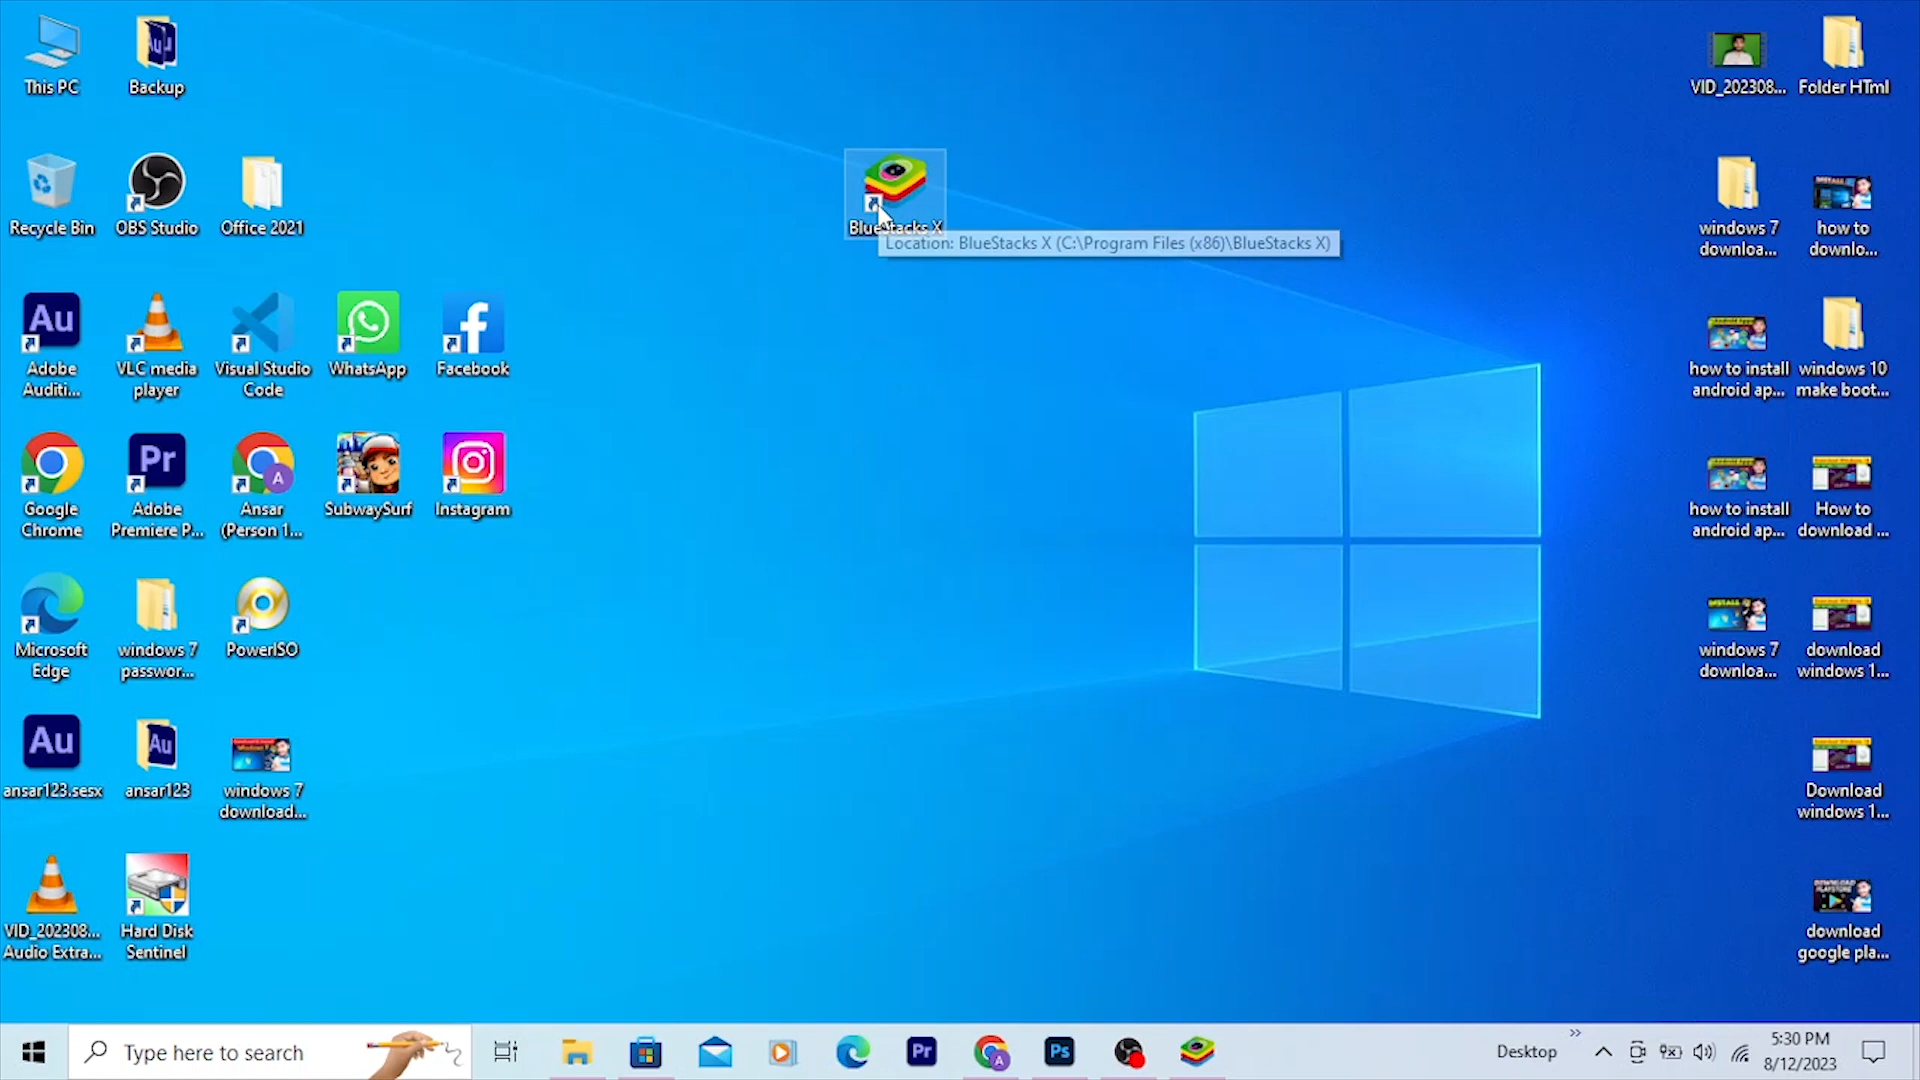 This PC
Backup
VID_202308...
Folder HTml
Recycle Bin
OBS Studio
Office 2021
BlueStacks X
Location: BlueStacks X (C:\Program Files (x86)\BlueStacks X)
windows 7
downloa...
how to
downlo...
Adobe
Auditi...
VLC media
player
Visual Studio
Code
WhatsApp
Facebook
how to install
android ap...
windows 10
make boot...
Google
Chrome
Adobe
Premiere P...
Ansar
(Person 1...
SubwaySurf
Instagram
how to install
android ap...
How to
download ...
Microsoft
Edge
windows 7
passwor...
PowerISO
windows 7
downloa...
download
windows 1...
ansar123.sesx
ansar123
windows 7
download...
Download
windows 1...
VID_202308...
Audio Extra...
Hard Disk
Sentinel
download
google pla...
Type here to search
Desktop
5:30 PM
8/12/2023